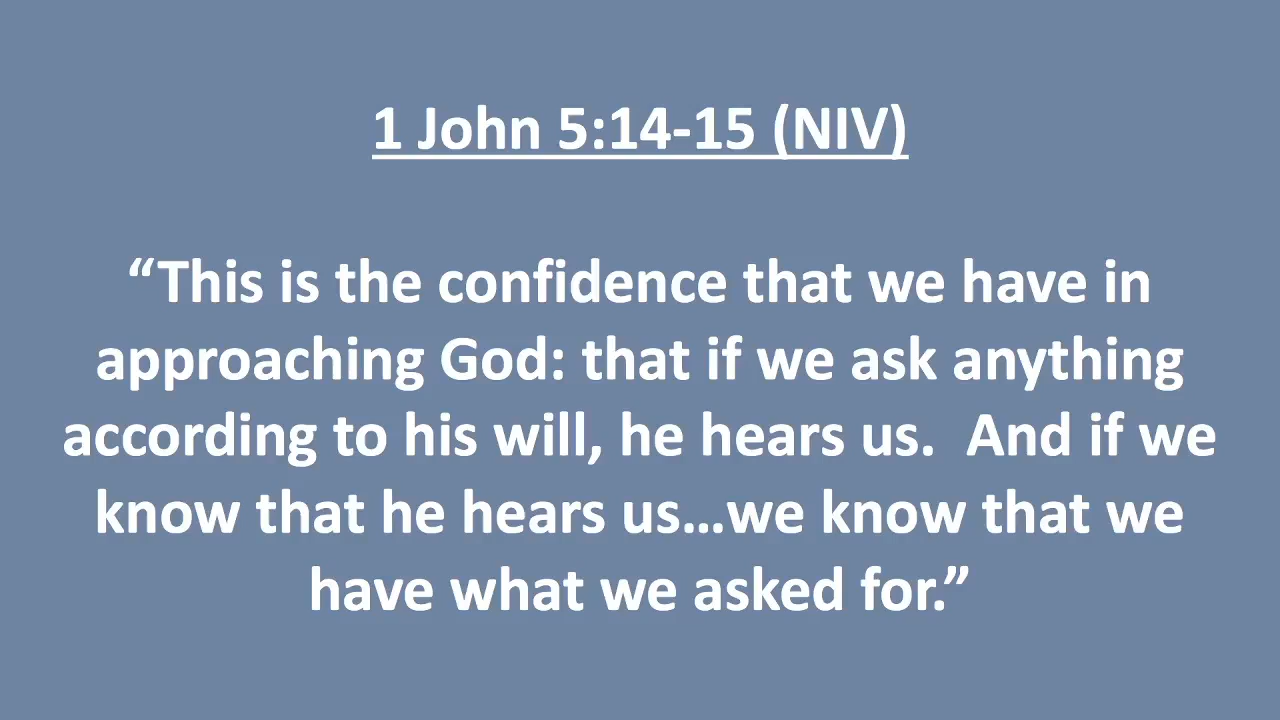 1 John 5:14-15 (NIV)
“This is the confidence that we have in
approaching God: that if we ask anything
according to his will, he hears us.  And if we
know that he hears us…we know that we
have what we asked for.”